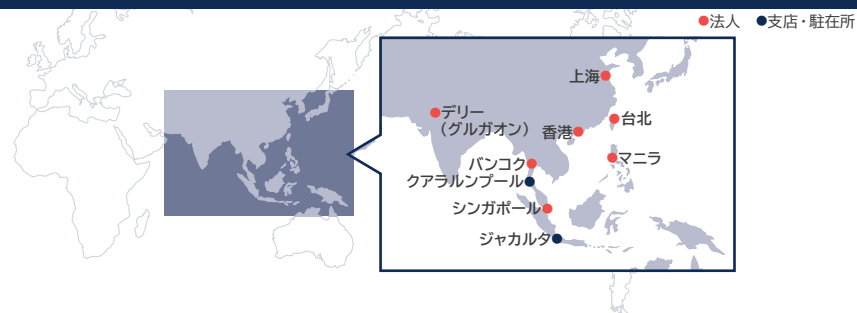 ●法人 ●支店・駐在所
上海
デリー
（グルガオン）
香港
台北
バンコク
マニラ
クアラルンプール
シンガポール
ジャカルタ